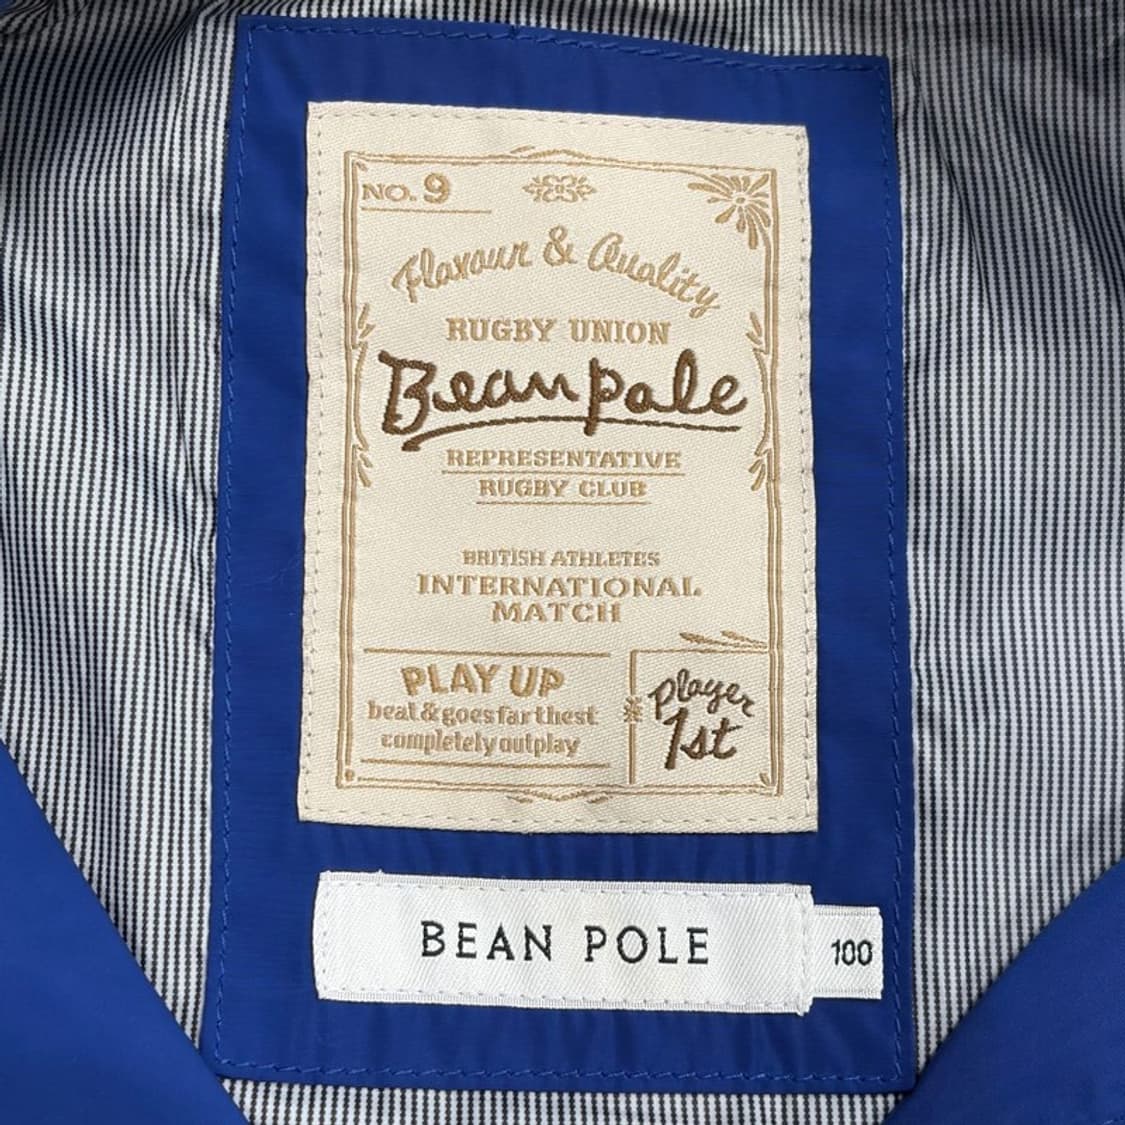 NO. 9
Flavour & Quality
RUGBY UNION
Beanpole
REPRESENTATIVE
RUGBY CLUB
BRITISH ATHLETES
INTERNATIONAL
MATCH
PLAY UP
beat & goes farthest
completely outplay
Player
1st
BEAN POLE
100